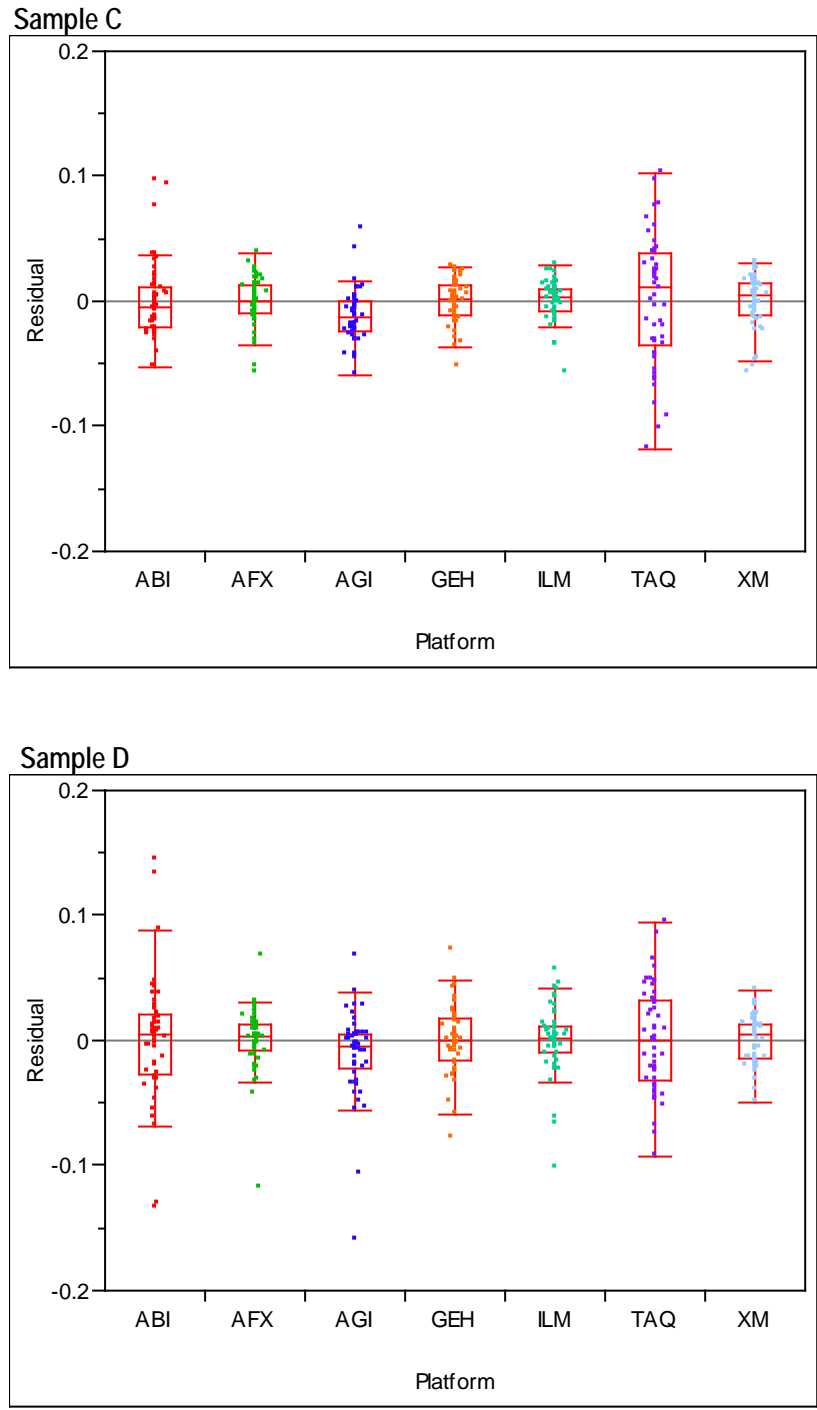 Sample C
0.2
0.1
0
-0.1
-0.2
Residual
ABI AFX AGI GEH ILM TAQ XM
Platform
Sample D
0.2
0.1
0
-0.1
-0.2
Residual
ABI AFX AGI GEH ILM TAQ XM
Platform